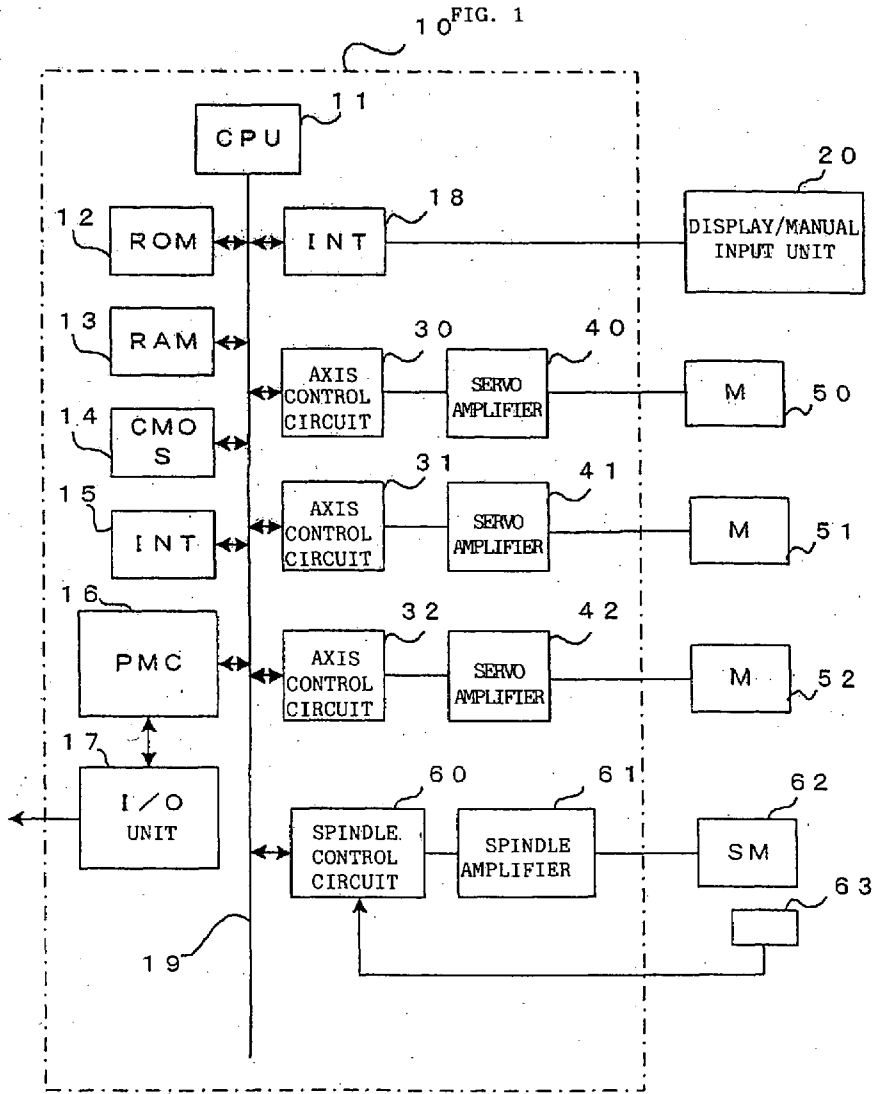 FIG. 1
10
11
CPU
20
12
ROM
18
INT
DISPLAY/MANUAL
INPUT UNIT
13
RAM
30
AXIS
CONTROL
CIRCUIT
40
SERVO
AMPLIFIER
M
50
14
CMO
S
31
AXIS
CONTROL
CIRCUIT
41
SERVO
AMPLIFIER
M
51
15
INT
16
PMC
32
AXIS
CONTROL
CIRCUIT
42
SERVO
AMPLIFIER
M
52
17
I/O
UNIT
60
SPINDLE
CONTROL
CIRCUIT
61
SPINDLE
AMPLIFIER
62
SM
63
19